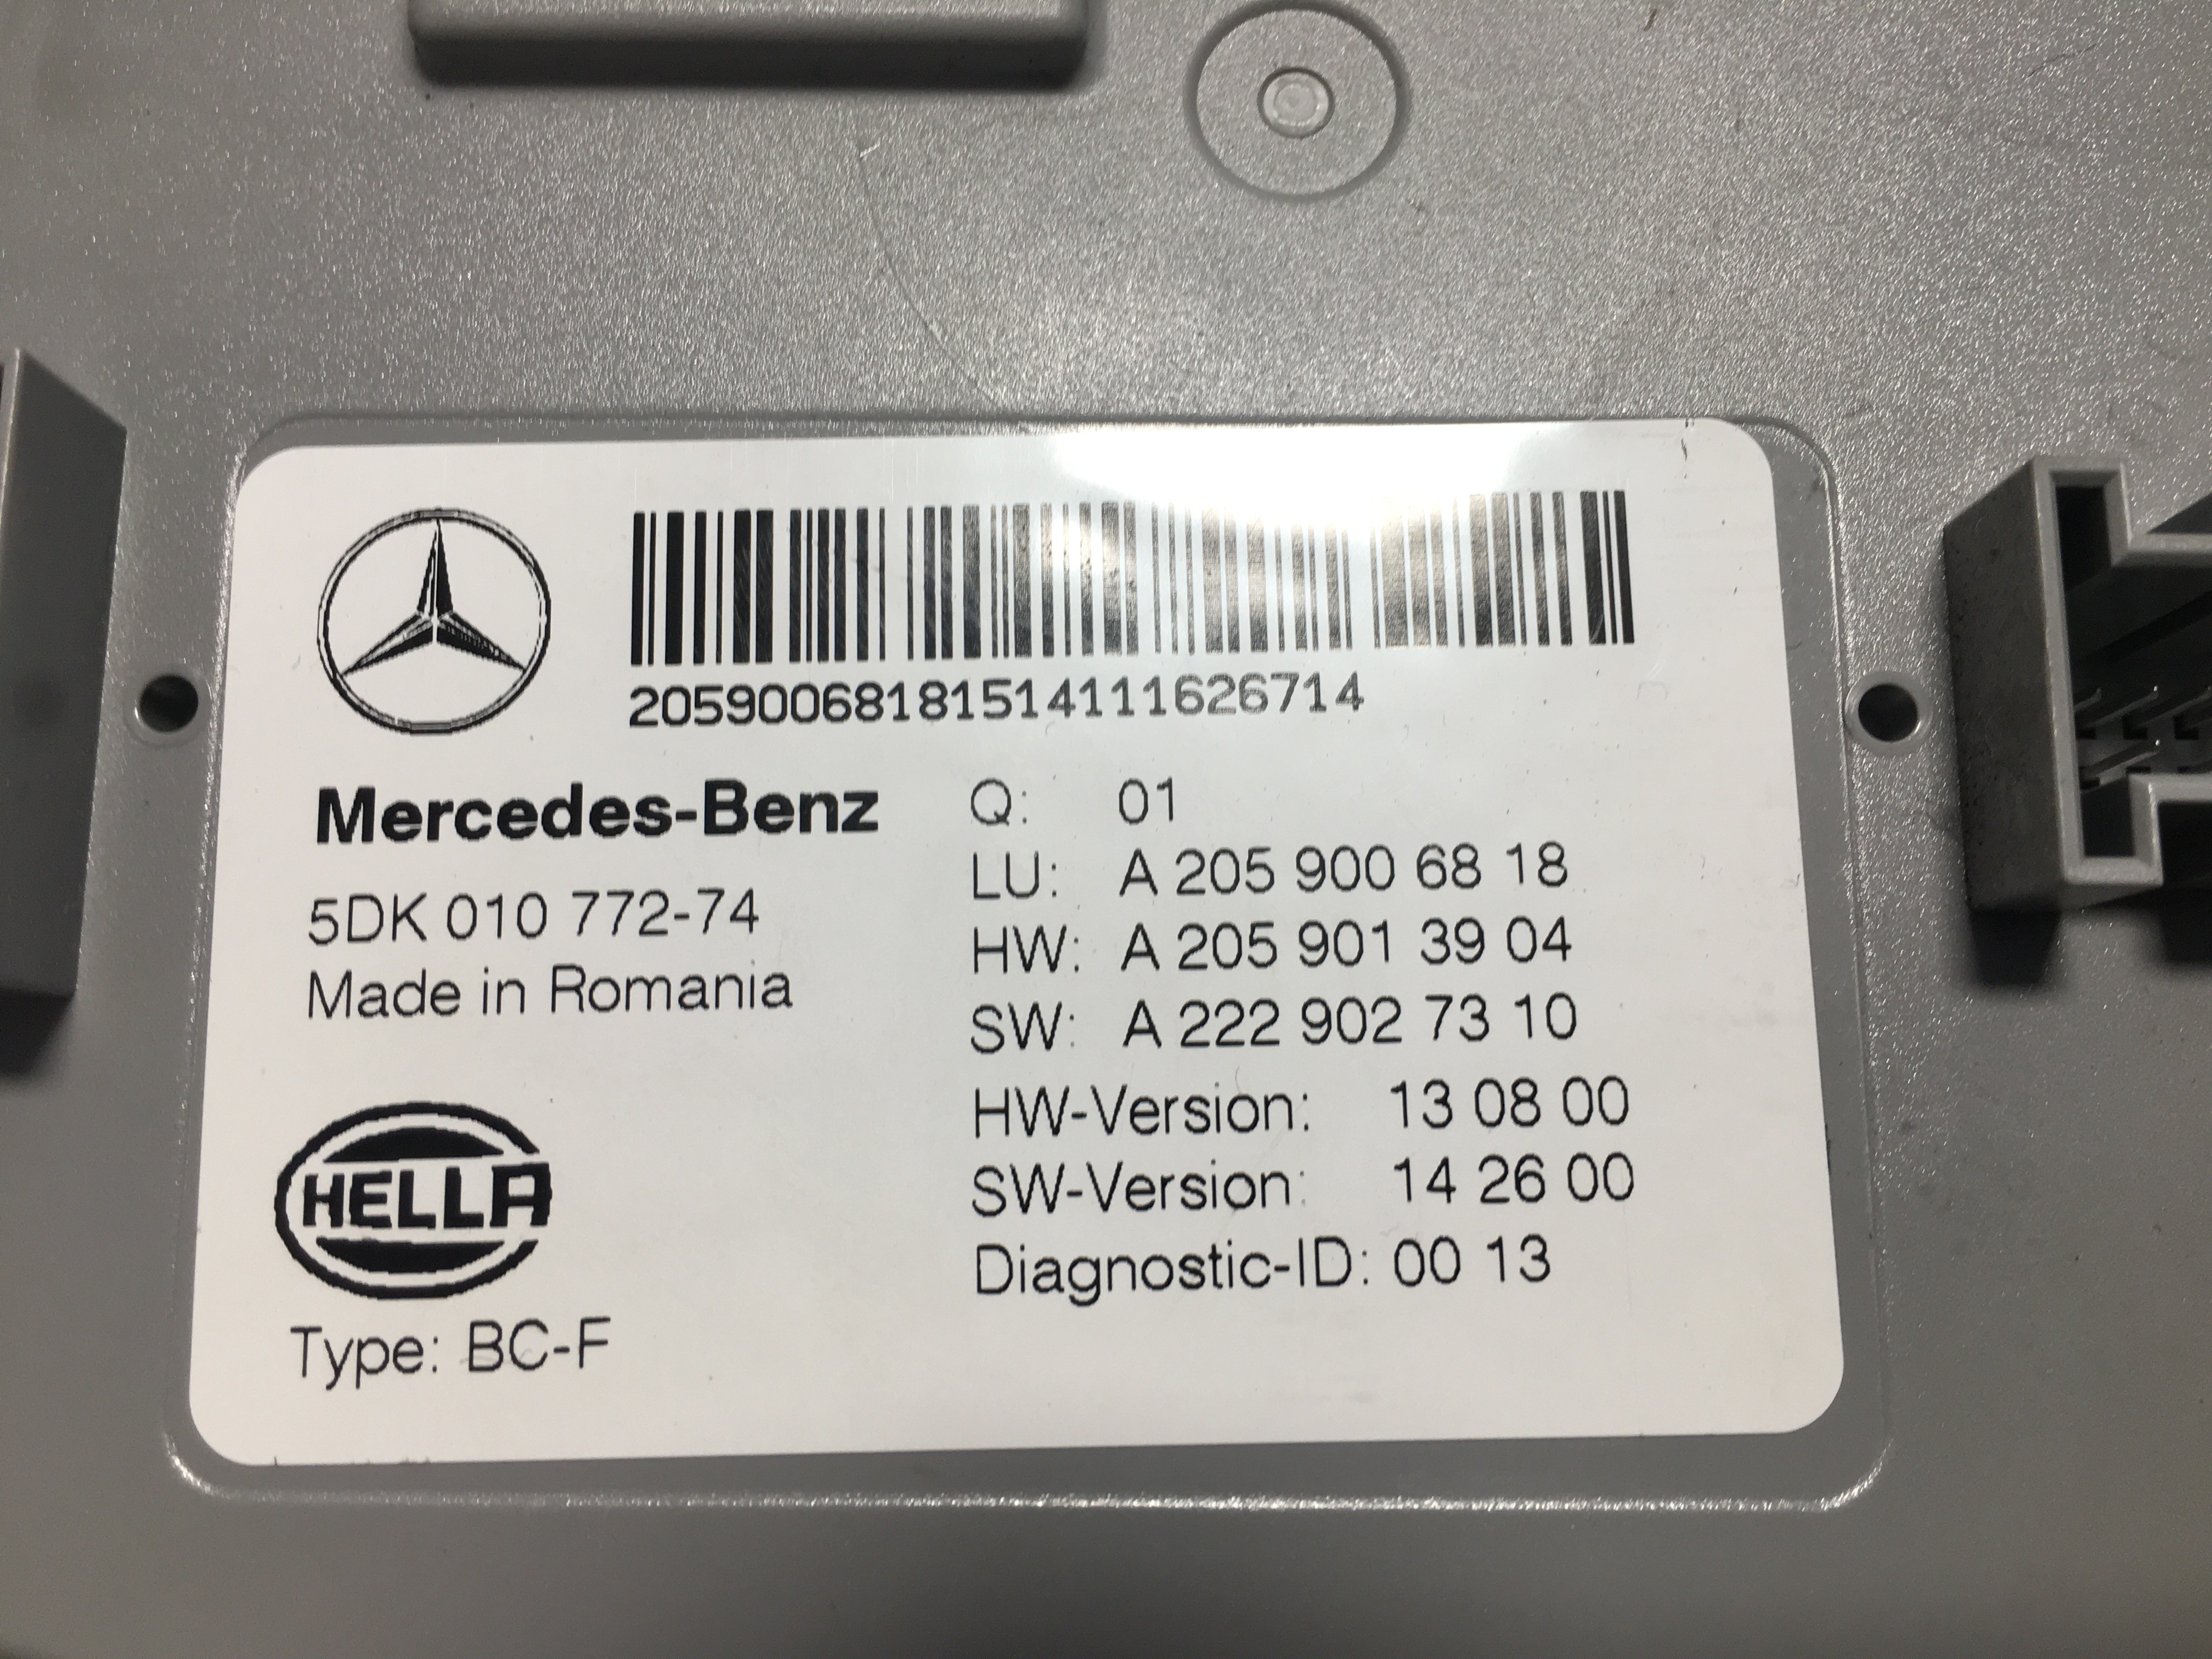 2059006818151411162671​4
Mercedes-Benz
5DK 010 772-74
Made in Romania
HELLA
Type: BC-F
Q: 01
LU: A 205 900 68 18
HW: A 205 901 39 04
SW: A 222 902 73 10
HW-Version: 13 08 00
SW-Version: 14 26 00
Diagnostic-ID: 00 13